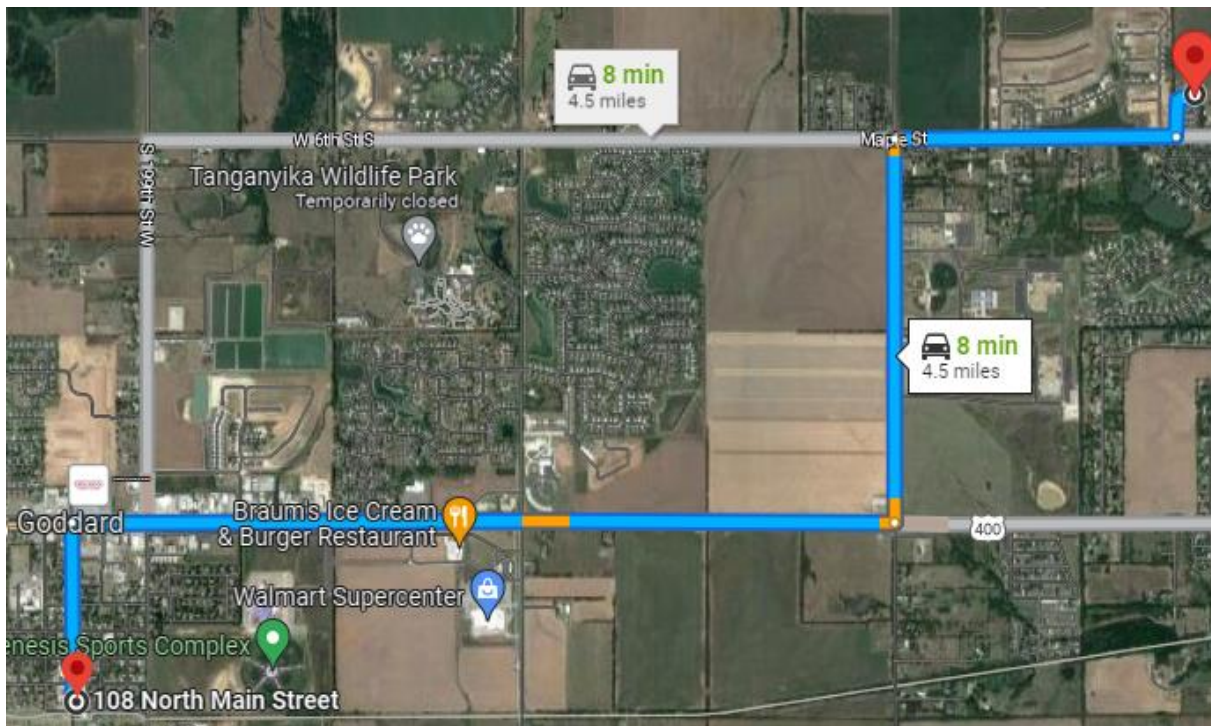 8 min
4.5 miles
W 6th St S
Maple St
S 199th St W
Tanganyika Wildlife Park
Temporarily closed
8 min
4.5 miles
Goddard
Braum's Ice Cream
& Burger Restaurant
400
Walmart Supercenter
enesis Sports Complex
108 North Main Street